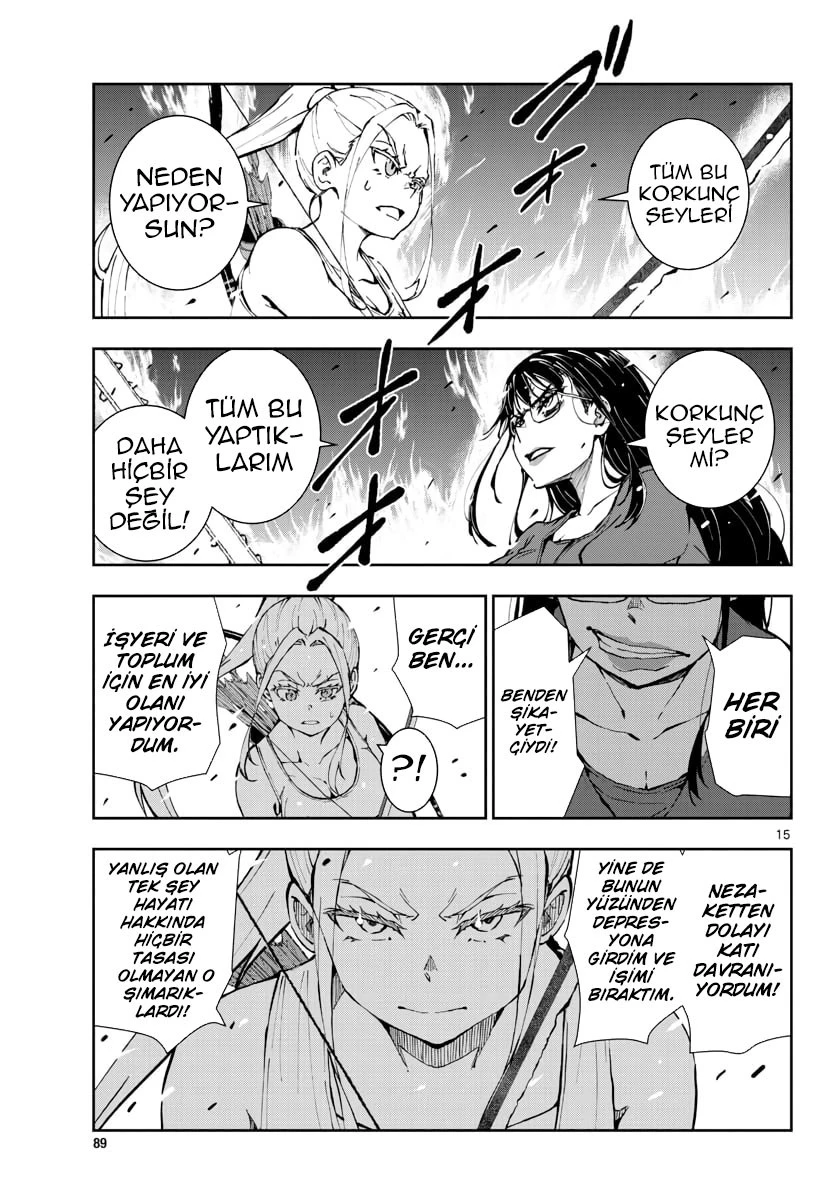 ブ
ン
TÜM BU
KORKUNÇ
ŞEYLERİ
NEDEN
YAPIYOR-
SUN?
KORKUNÇ
ŞEYLER
Mİ?
TÜM BU
YAPTIK-
LARIM
DAHA
HİÇBİR
ŞEY
DEĞİL!
HER
BİRİ
BENDEN
ŞİKA-
YET-
ÇİYDİ!
GERÇİ
BEN...
?!
İŞYERİ VE
TOPLUM
İÇİN EN İYİ
OLANI
YAPIYOR-
DUM.
15
NEZA-
KETTEN
DOLAYI
KATI
DAVRANI-
YORDUM!
YİNE DE
BUNUN
YÜZÜNDEN
DEPRES-
YONA
GİRDİM VE
İŞİMİ
BIRAKTIM.
YANLIŞ OLAN
TEK ŞEY
HAYATI
HAKKINDA
HİÇBİR
TASASI
OLMAYAN O
ŞIMARIK-
LARDI!
89